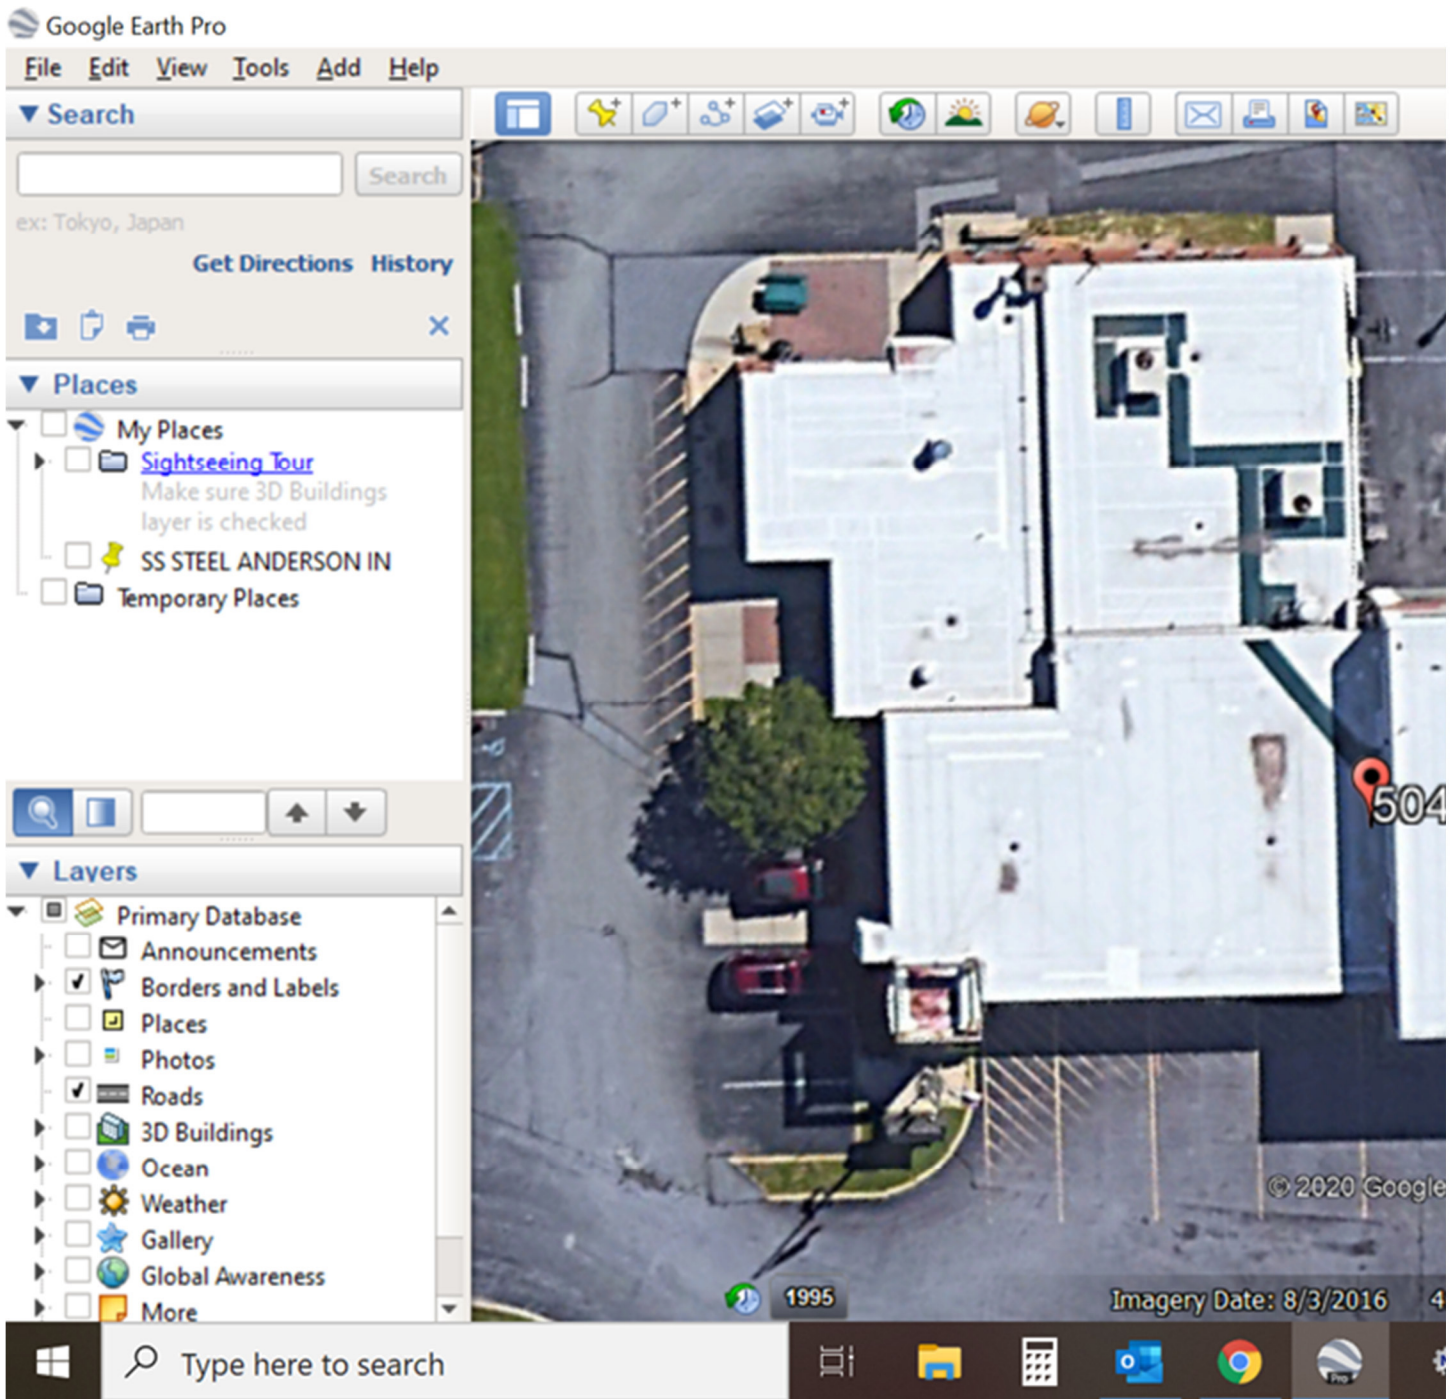 Google Earth Pro
File Edit View Tools Add Help
Search
Search
ex: Tokyo, Japan
Get Directions History
Places
My Places
Sightseeing Tour
Make sure 3D Buildings
layer is checked
SS STEEL ANDERSON IN
Temporary Places
Layers
Primary Database
Announcements
Borders and Labels
Places
Photos
Roads
3D Buildings
Ocean
Weather
Gallery
Global Awareness
More
504
© 2020 Google
1995
Imagery Date: 8/3/2016 4
Type here to search
Pro